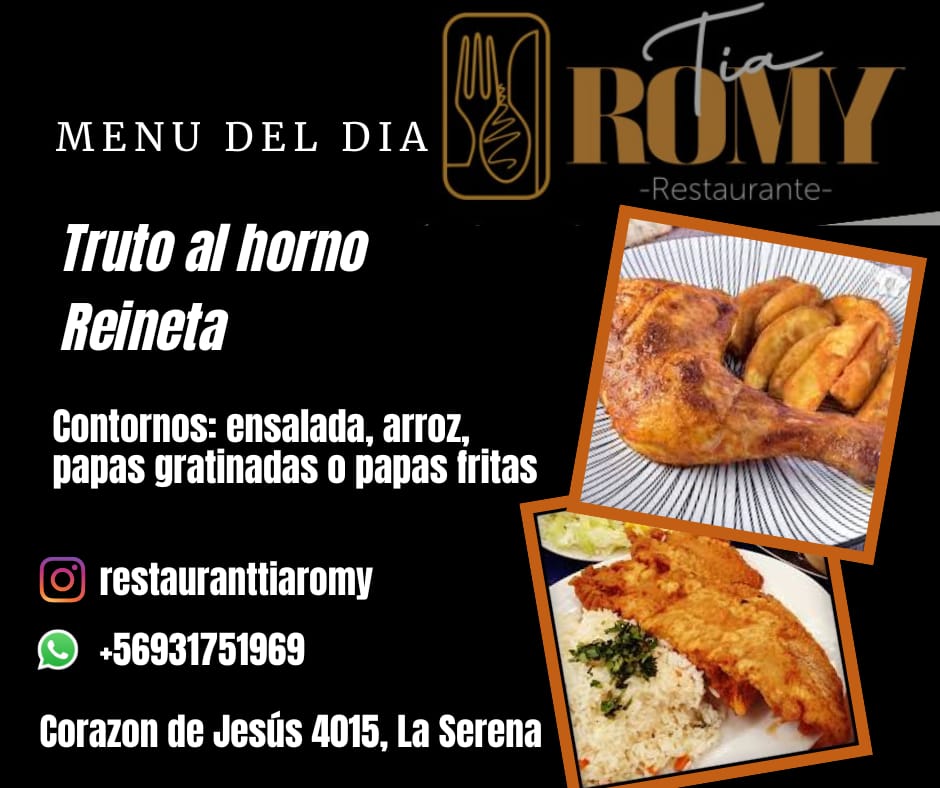 Tia
ROMY
-Restaurante-
MENU DEL DIA
Truto al horno
Reineta
Contornos: ensalada, arroz,
papas gratinadas o papas fritas
restauranttiaromy
+56931751969
Corazon de Jesús 4015, La Serena